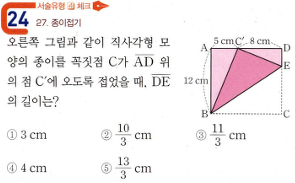 서술유형 집 체크
24
27. 종이접기
오른쪽 그림과 같이 직사각형 모
양의 종이를 꼭짓점 C가 AD 위
의 점 C′에 오도록 접었을 때, DE
의 길이는?
A 5 cm C′ 8 cm D
E
12 cm
B C
① 3 cm ② 10/3 cm ③ 11/3 cm
④ 4 cm ⑤ 13/3 cm